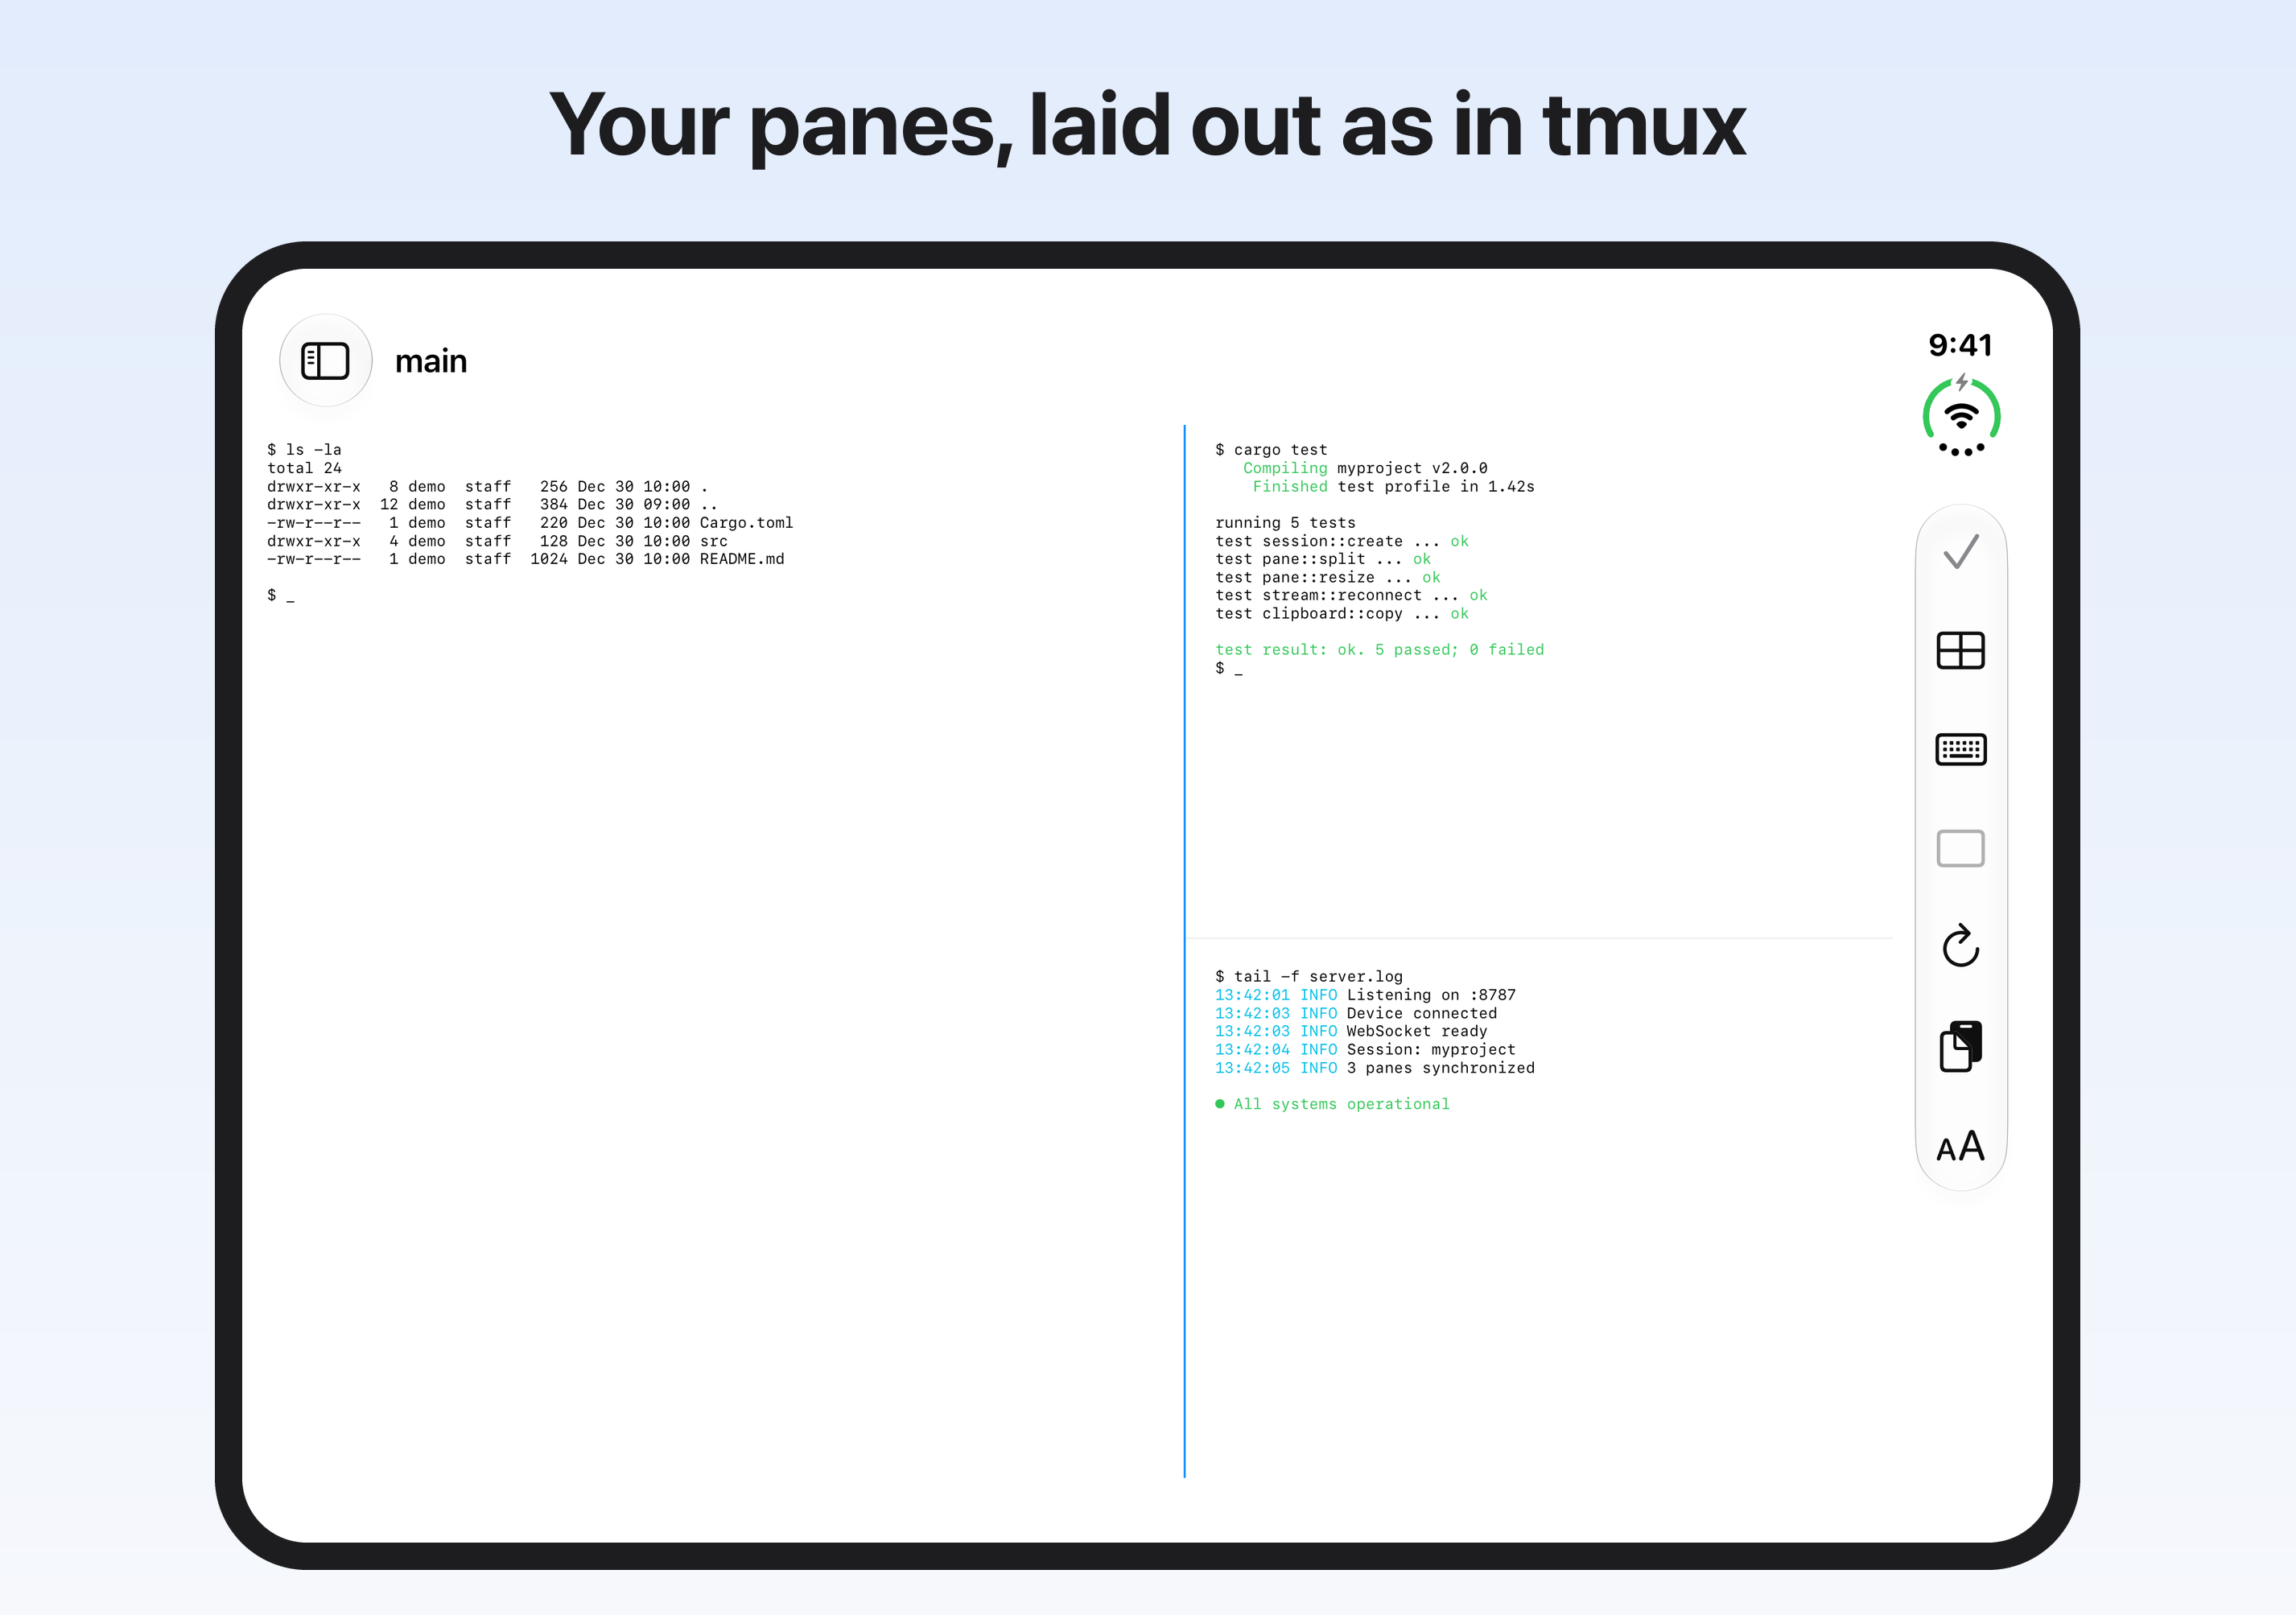 Your panes, laid out as in tmux
main
9:41
$ ls -la
total 24
drwxr-xr-x   8 demo  staff   256 Dec 30 10:00 .
drwxr-xr-x  12 demo  staff   384 Dec 30 09:00 ..
-rw-r--r--   1 demo  staff   220 Dec 30 10:00 Cargo.toml
drwxr-xr-x   4 demo  staff   128 Dec 30 10:00 src
-rw-r--r--   1 demo  staff  1024 Dec 30 10:00 README.md
$ _
$ cargo test
   Compiling myproject v2.0.0
    Finished test profile in 1.42s
running 5 tests
test session::create ... ok
test pane::split ... ok
test pane::resize ... ok
test stream::reconnect ... ok
test clipboard::copy ... ok
test result: ok. 5 passed; 0 failed
$ _
$ tail -f server.log
13:42:01 INFO Listening on :8787
13:42:03 INFO Device connected
13:42:03 INFO WebSocket ready
13:42:04 INFO Session: myproject
13:42:05 INFO 3 panes synchronized
● All systems operational
AA